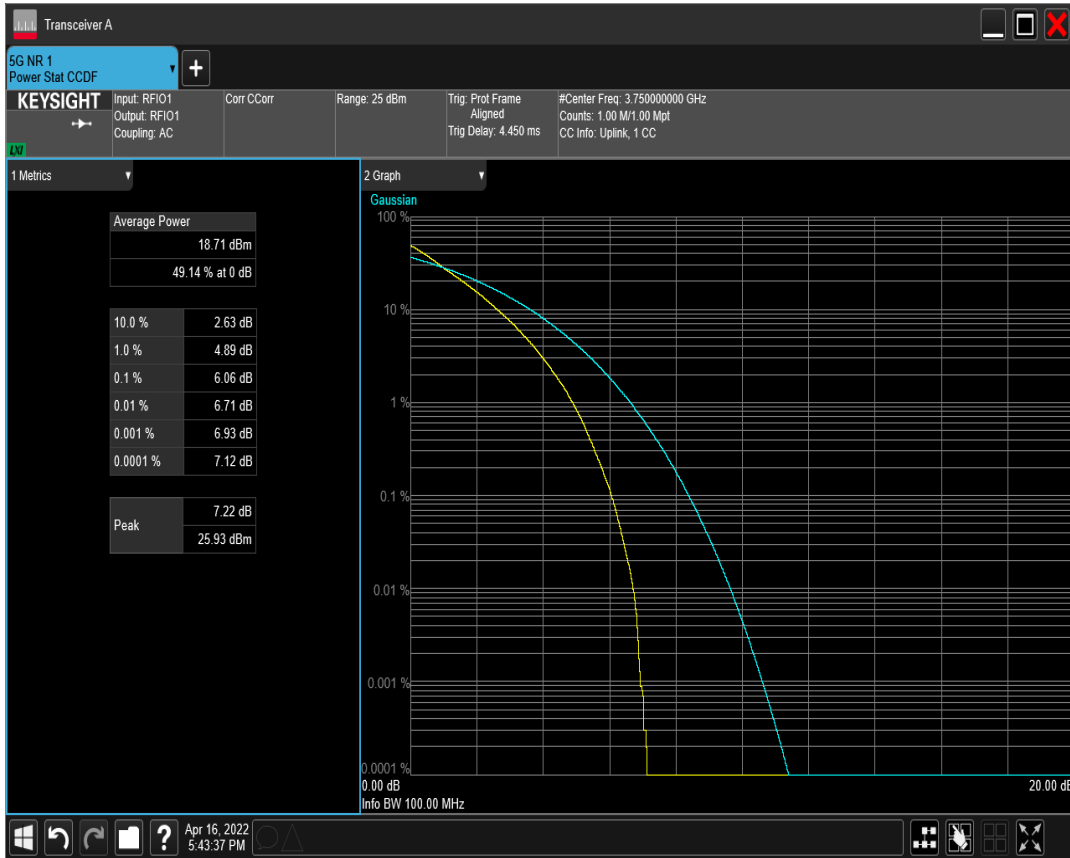 Transceiver A
5G NR 1
Power Stat CCDF
+
KEYSIGHT
LXI
Input: RFIO1
Output: RFIO1
Coupling: AC
Corr CCorr
Range: 25 dBm
Trig: Prot Frame
Aligned
Trig Delay: 4.450 ms
#Center Freq: 3.750000000 GHz
Counts: 1.00 M/1.00 Mpt
CC Info: Uplink, 1 CC
1 Metrics
Average Power
18.71 dBm
49.14 % at 0 dB
10.0 % 2.63 dB
1.0 % 4.89 dB
0.1 % 6.06 dB
0.01 % 6.71 dB
0.001 % 6.93 dB
0.0001 % 7.12 dB
Peak
7.22 dB
25.93 dBm
2 Graph
Gaussian
100 %
10 %
1 %
0.1 %
0.01 %
0.001 %
0.0001 %
0.00 dB 20.00 dB
Info BW 100.00 MHz
?
Apr 16, 2022
5:43:37 PM